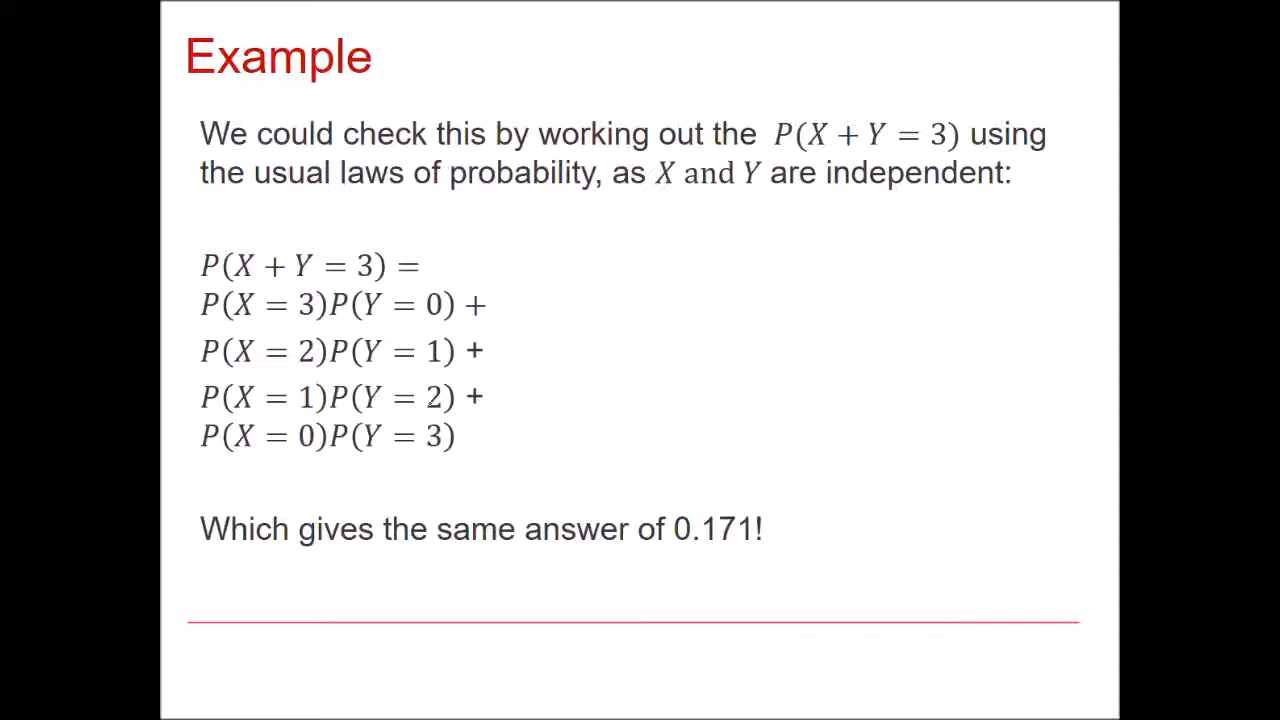 Example
We could check this by working out the P(X + Y = 3) using
the usual laws of probability, as X and Y are independent:
P(X + Y = 3) =
P(X = 3)P(Y = 0) +
P(X = 2)P(Y = 1) +
P(X = 1)P(Y = 2) +
P(X = 0)P(Y = 3)
Which gives the same answer of 0.171!